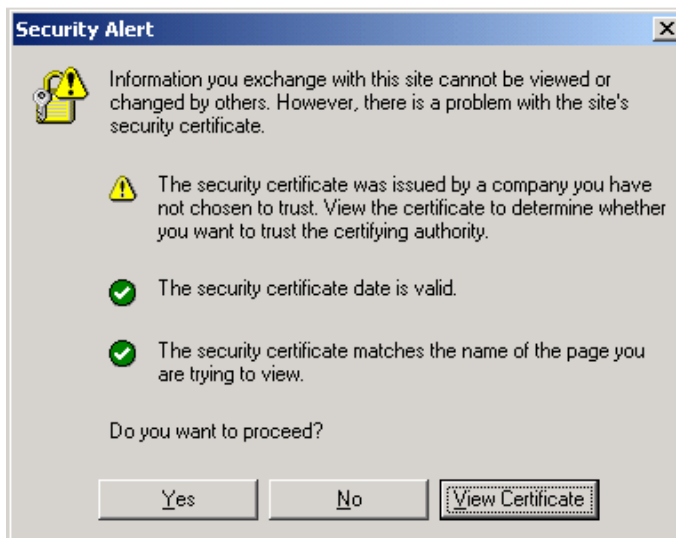 Security Alert
Information you exchange with this site cannot be viewed or
changed by others. However, there is a problem with the site's
security certificate.
The security certificate was issued by a company you have
not chosen to trust. View the certificate to determine whether
you want to trust the certifying authority.
The security certificate date is valid.
The security certificate matches the name of the page you
are trying to view.
Do you want to proceed?
Yes No View Certificate